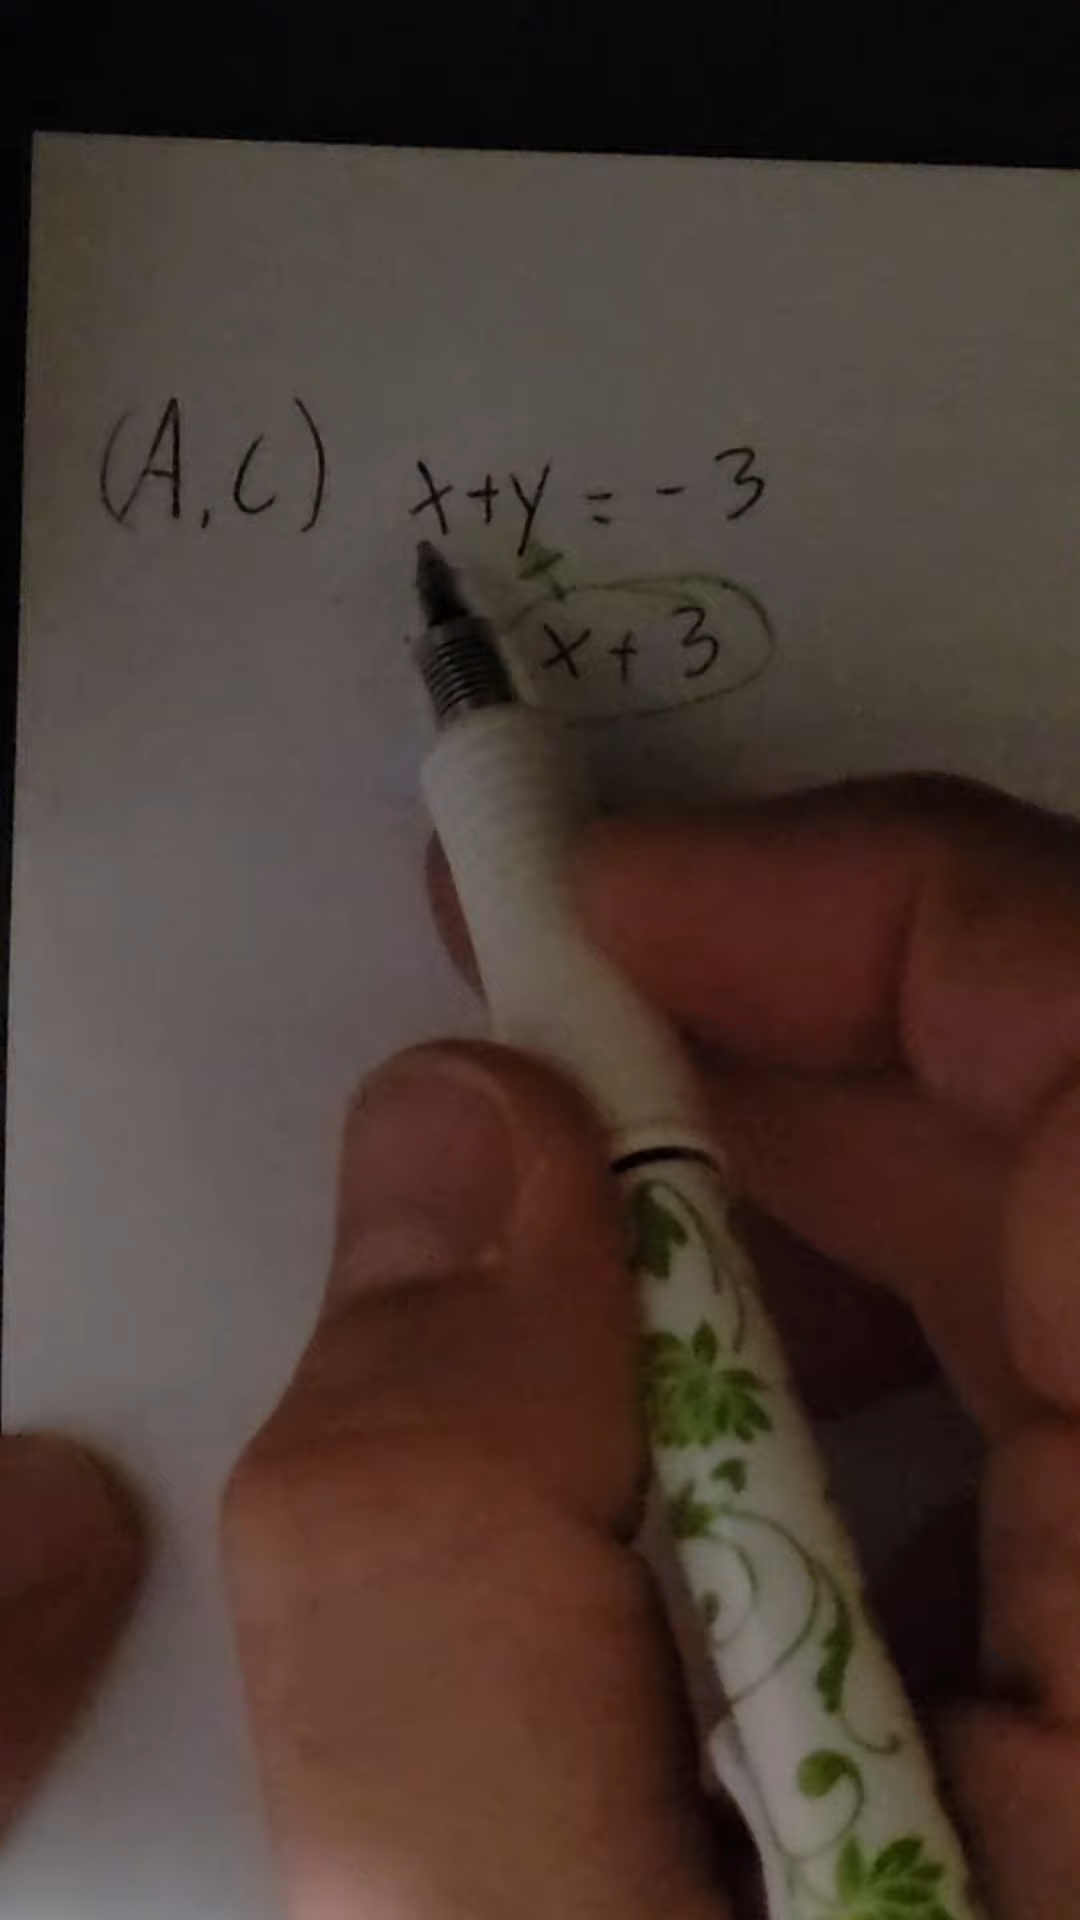 (A,C) x+y = -3
x+3